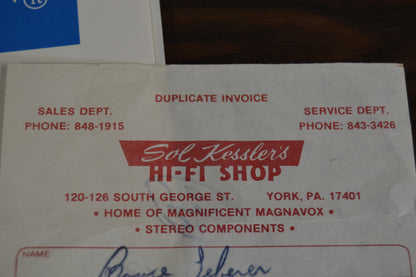 ®
DUPLICATE INVOICE
SALES DEPT. SERVICE DEPT.
PHONE: 848-1915 PHONE: 843-3426
Sol Kessler's
HI-FI SHOP
120-126 SOUTH GEORGE ST. YORK, PA. 17401
• HOME OF MAGNIFICENT MAGNAVOX •
• STEREO COMPONENTS •
NAME
Bruce